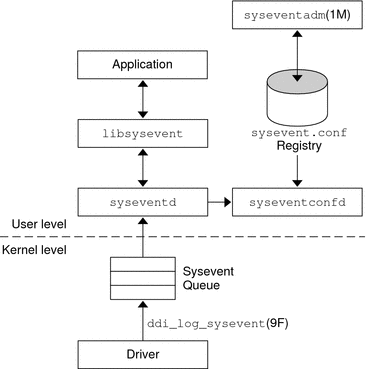 syseventadm(1M)
Application
libsysevent
sysevent.conf
Registry
syseventd
syseventconfd
User level
Kernel level
Sysevent
Queue
ddi_log_sysevent(9F)
Driver